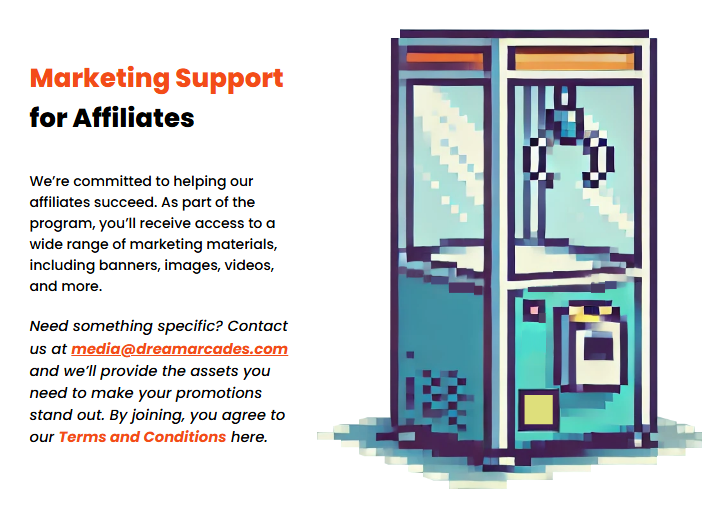 Marketing Support
for Affiliates
We’re committed to helping our
affiliates succeed. As part of the
program, you’ll receive access to a
wide range of marketing materials,
including banners, images, videos,
and more.
Need something specific? Contact
us at media@dreamarcades.com
and we’ll provide the assets you
need to make your promotions
stand out. By joining, you agree to
our Terms and Conditions here.